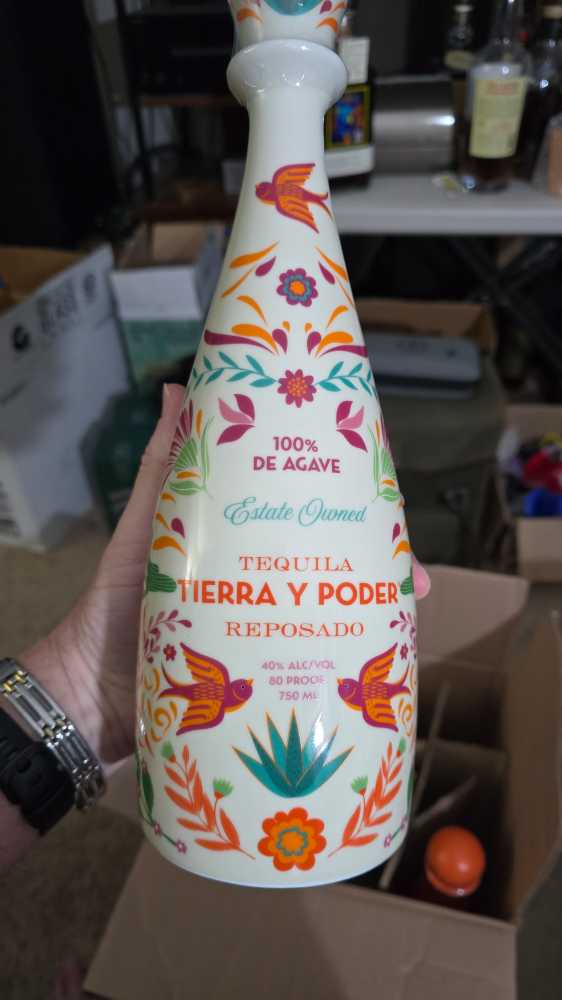 100%
DE AGAVE
Estate Owned
TEQUILA
TIERRA Y PODER
REPOSADO
40% ALC/VOL
80 PROOF
750 ML